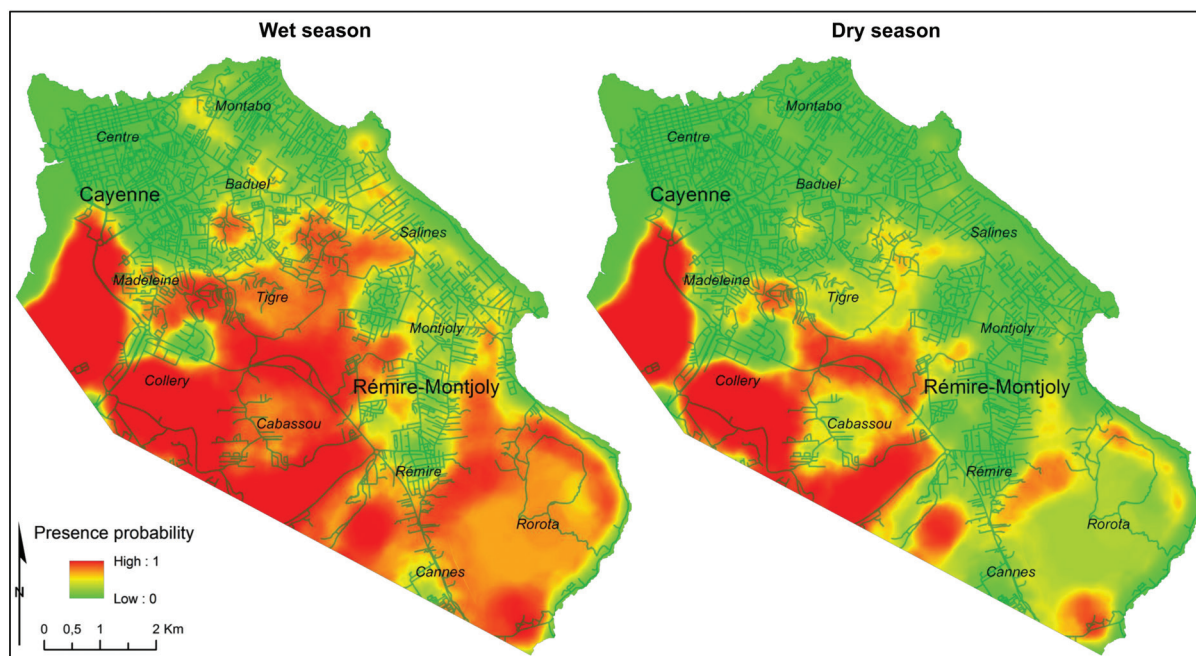 Wet season
Montabo
Centre
Baduel
Cayenne
Salines
Madeleine
Tigre
Montjoly
Collery
Rémire-Montjoly
Cabassou
Rémire
Rorota
Cannes
Presence probability
High : 1
Low : 0
N
0 0,5 1 2 Km
Dry season
Montabo
Centre
Baduel
Cayenne
Salines
Madeleine
Tigre
Montjoly
Collery
Rémire-Montjoly
Cabassou
Rémire
Rorota
Cannes